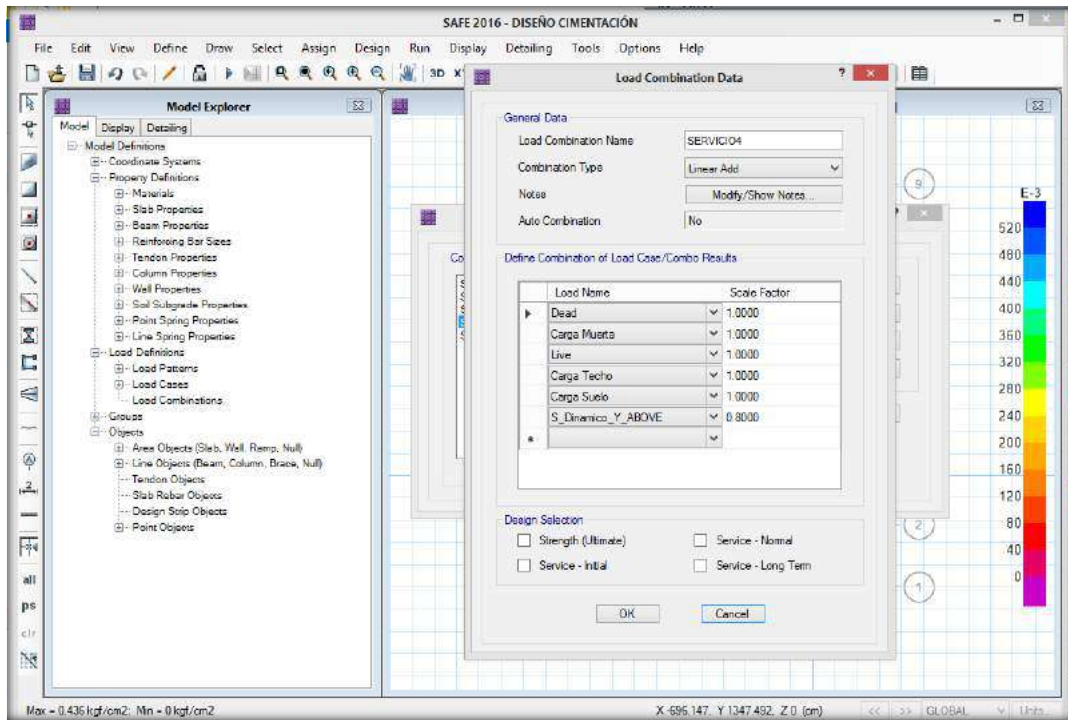 SAFE 2016 - DISEÑO CIMENTACIÓN
File Edit View Define Draw Select Assign Design Run Display Detailing Tools Options Help
3D
Model Explorer
Model Display Detailing
Model Definitions
Coordinate Systems
Property Definitions
Materials
Slab Properties
Beam Properties
Reinforcing Bar Sizes
Tendon Properties
Column Properties
Wall Properties
Soil Subgrade Properties
Point Spring Properties
Line Spring Properties
Load Definitions
Load Patterns
Load Cases
Load Combinations
Groups
Objects
Area Objects (Slab, Wall, Ramp, Null)
Line Objects (Beam, Column, Brace, Null)
Tendon Objects
Slab Rebar Objects
Design Strip Objects
Point Objects
all
ps
clr
Load Combination Data
General Data
Load Combination Name SERVICIO4
Combination Type Linear Add
Notes Modify/Show Notes...
Auto Combination No
Define Combination of Load Case/Combo Results
Load Name Scale Factor
Dead 1.0000
Carga Muerta 1.0000
Live 1.0000
Carga Techo 1.0000
Carga Suelo 1.0000
S_Dinamico_Y_ABOVE 0.8000
Design Selection
Strength (Ultimate) Service - Normal
Service - Initial Service - Long Term
OK Cancel
9
2
1
E-3
520
480
440
400
360
320
280
240
200
160
120
80
40
0
Max = 0.436 kgf/cm2; Min = 0 kgf/cm2 X -696.147, Y 1347.492, Z 0 (cm) << >> GLOBAL Units...